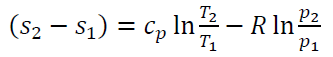 (s₂ − s₁) = cₚ ln T₂/T₁ − R ln p₂/p₁